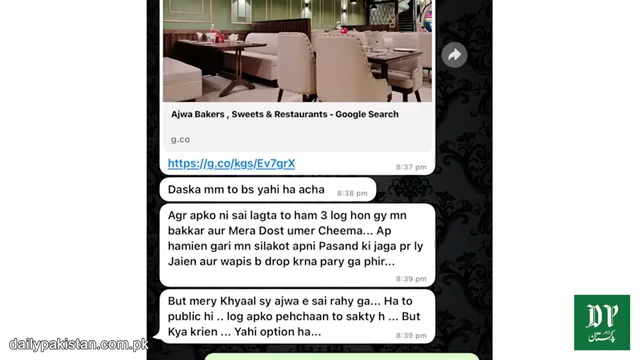 Ajwa Bakers , Sweets & Restaurants - Google Search
g.co
https://g.co/kgs/Ev7grX
8:37 pm
Daska mm to bs yahi ha acha
8:38 pm
Agr apko ni sai lagta to ham 3 log hon gy mn
bakkar aur Mera Dost umer Cheema... Ap
hamien gari mn silakot apni Pasand ki jaga pr ly
Jaien aur wapis b drop krna pary ga phir...
8:39 pm
But mery Khyaal sy ajwa e sai rahy ga... Ha to
public hi .. log apko pehchaan to sakty h ... But
Kya krien ... Yahi option ha...
8:39 pm
dailypakistan.com.pk
DP
پاکستان